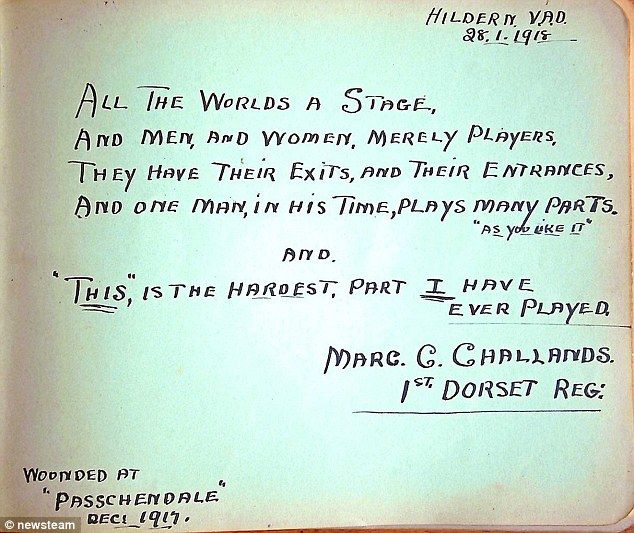 HILDERN. V.A.D.
28.1.1918
ALL THE WORLDS A STAGE,
AND MEN, AND WOMEN, MERELY PLAYERS,
THEY HAVE THEIR EXITS, AND THEIR ENTRANCES,
AND ONE MAN, IN HIS TIME, PLAYS MANY PARTS.
"AS YOU LIKE IT"
AND.
"THIS", IS THE HARDEST, PART I HAVE
EVER PLAYED.
MARC. C. CHALLANDS.
1ST. DORSET REG:
WOUNDED AT
"PASSCHENDALE"
DEC: 1917.
© newsteam